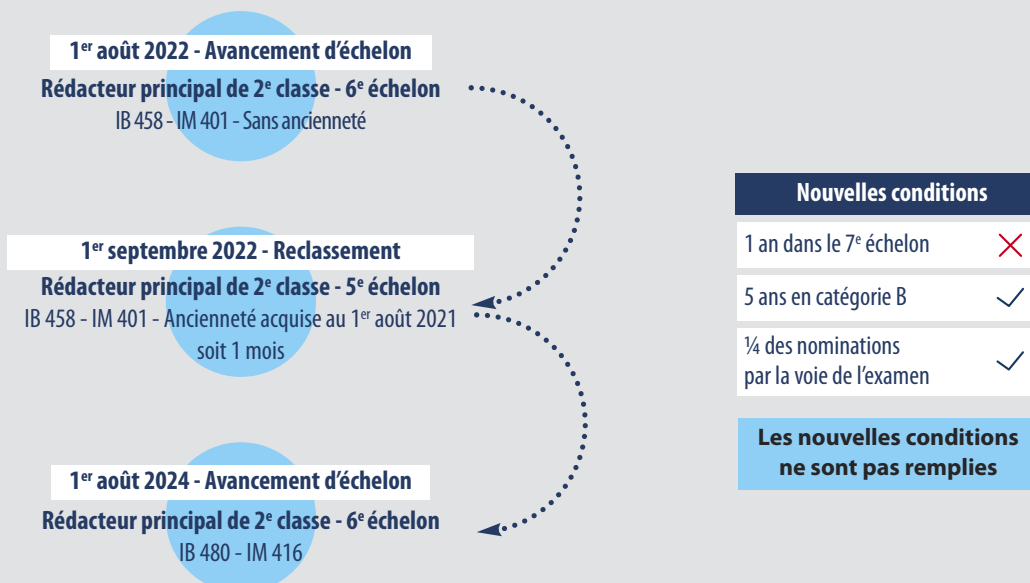 1er août 2022 - Avancement d’échelon
Rédacteur principal de 2e classe - 6e échelon
IB 458 - IM 401 - Sans ancienneté
1er septembre 2022 - Reclassement
Rédacteur principal de 2e classe - 5e échelon
IB 458 - IM 401 - Ancienneté acquise au 1er août 2021
soit 1 mois
1er août 2024 - Avancement d’échelon
Rédacteur principal de 2e classe - 6e échelon
IB 480 - IM 416
Nouvelles conditions
1 an dans le 7e échelon
5 ans en catégorie B
¼ des nominations
par la voie de l’examen
Les nouvelles conditions
ne sont pas remplies